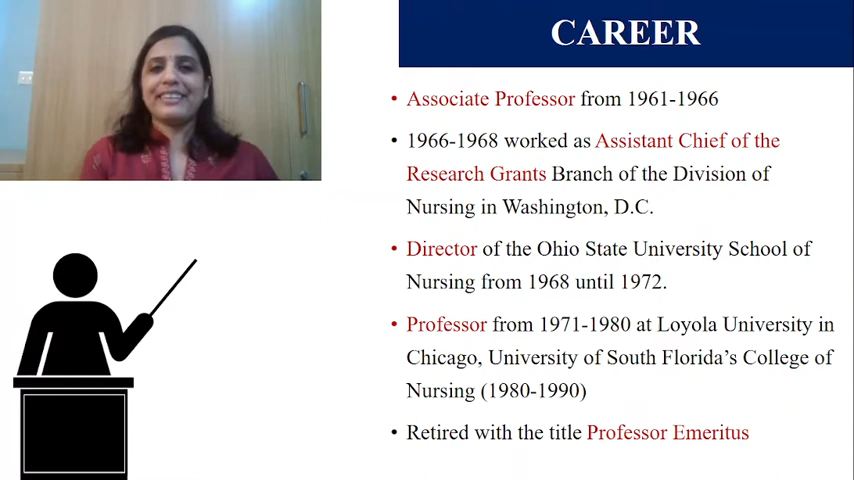 CAREER
• Associate Professor from 1961-1966
• 1966-1968 worked as Assistant Chief of the
Research Grants Branch of the Division of
Nursing in Washington, D.C.
• Director of the Ohio State University School of
Nursing from 1968 until 1972.
• Professor from 1971-1980 at Loyola University in
Chicago, University of South Florida’s College of
Nursing (1980-1990)
• Retired with the title Professor Emeritus